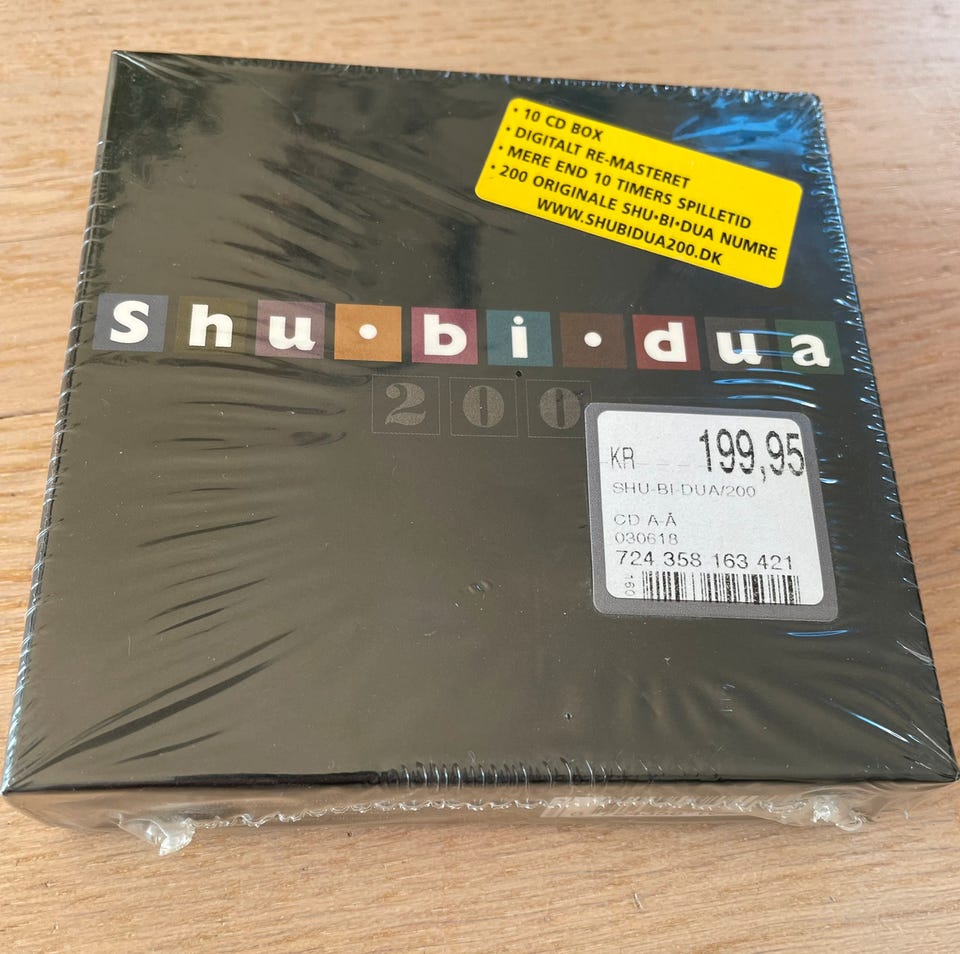 • 10 CD BOX
• DIGITALT RE-MASTERET
• MERE END 10 TIMERS SPILLETID
• 200 ORIGINALE SHU•BI•DUA NUMRE
WWW.SHUBIDUA200.DK
Shu•bi•dua
200
KR 199,95
SHU-BI-DUA/200
CD A-Å
030618
724 358 163 421
160